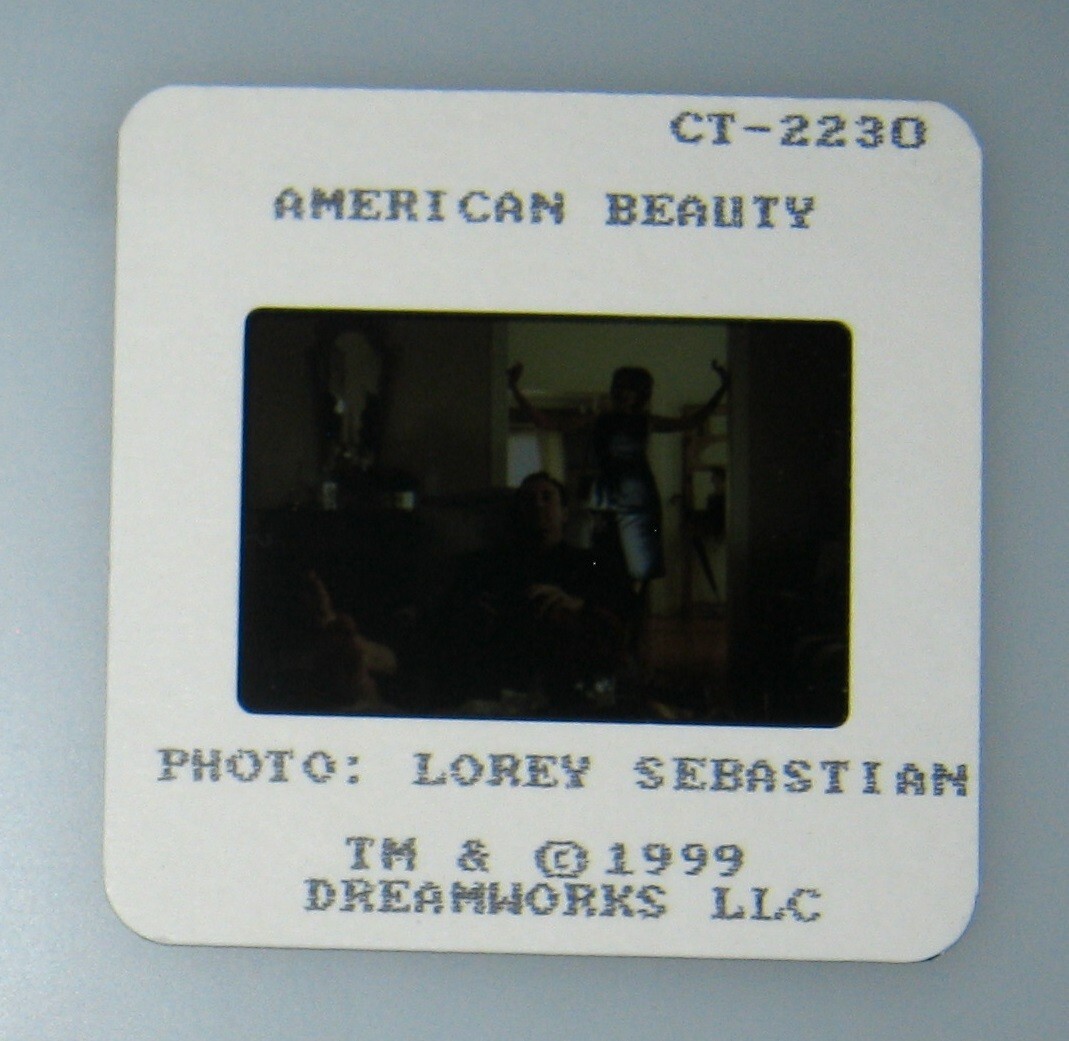 CT-2230
AMERICAN BEAUTY
PHOTO: LOREY SEBASTIAN
TM & ©1999
DREAMWORKS LLC